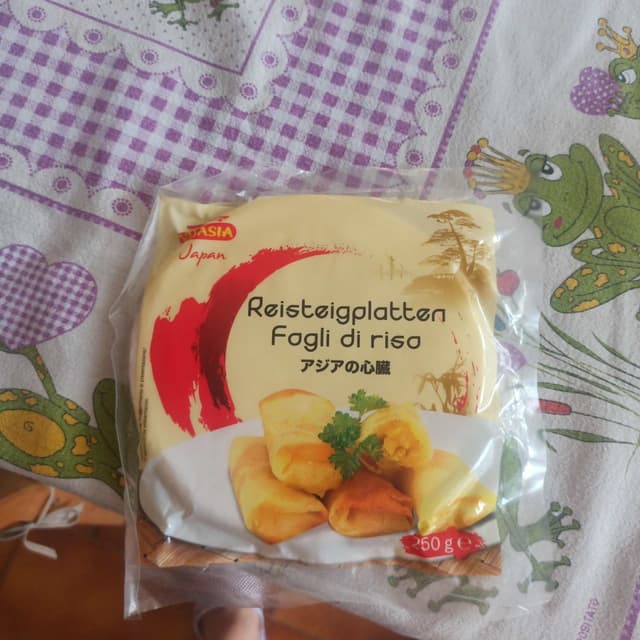 Japan
Reisteigplatten
Fogli di riso
アジアの心臓
250 g e